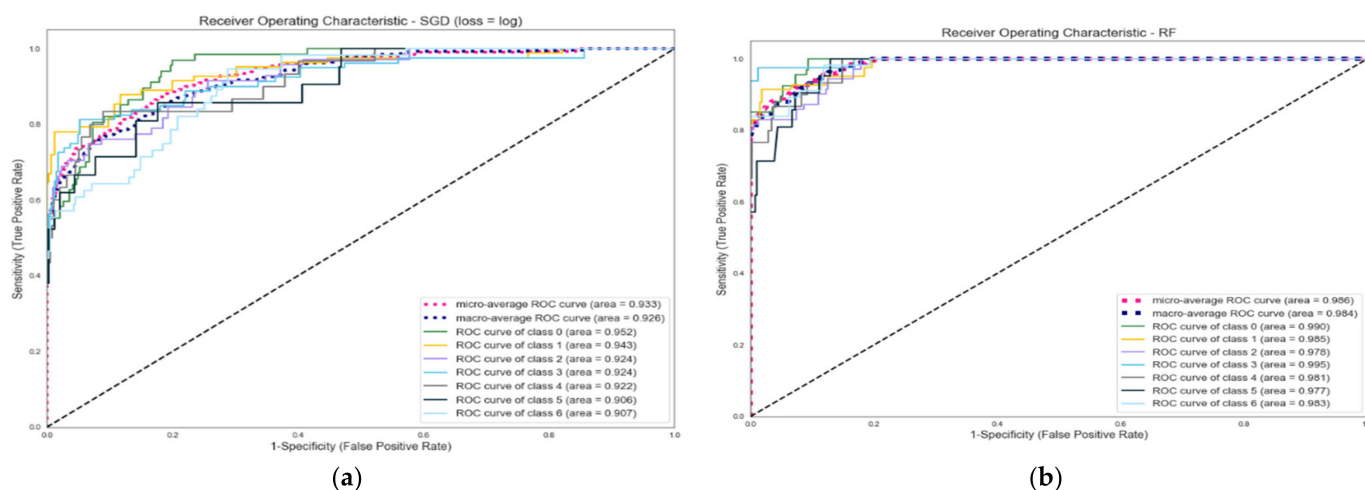 Receiver Operating Characteristic - SGD (loss = log)
1.0
0.8
0.6
0.4
0.2
0.0
Sensitivity (True Positive Rate)
micro-average ROC curve (area = 0.933)
macro-average ROC curve (area = 0.926)
ROC curve of class 0 (area = 0.952)
ROC curve of class 1 (area = 0.943)
ROC curve of class 2 (area = 0.924)
ROC curve of class 3 (area = 0.924)
ROC curve of class 4 (area = 0.922)
ROC curve of class 5 (area = 0.906)
ROC curve of class 6 (area = 0.907)
0.0 0.2 0.4 0.6 0.8 1.0
1-Specificity (False Positive Rate)
(a)
Receiver Operating Characteristic - RF
1.0
0.8
0.6
0.4
0.2
0.0
Sensitivity (True Positive Rate)
micro-average ROC curve (area = 0.986)
macro-average ROC curve (area = 0.984)
ROC curve of class 0 (area = 0.990)
ROC curve of class 1 (area = 0.985)
ROC curve of class 2 (area = 0.978)
ROC curve of class 3 (area = 0.995)
ROC curve of class 4 (area = 0.981)
ROC curve of class 5 (area = 0.977)
ROC curve of class 6 (area = 0.983)
0.0 0.2 0.4 0.6 0.8
1-Specificity (False Positive Rate)
(b)